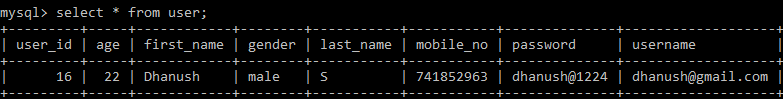 mysql> select * from user;
+---------+-----+------------+--------+-----------+-----------+--------------+-------------------+
| user_id | age | first_name | gender | last_name | mobile_no | password     | username          |
+---------+-----+------------+--------+-----------+-----------+--------------+-------------------+
|      16 |  22 | Dhanush    | male   | S         | 741852963 | dhanush@1224 | dhanush@gmail.com |
+---------+-----+------------+--------+-----------+-----------+--------------+-------------------+